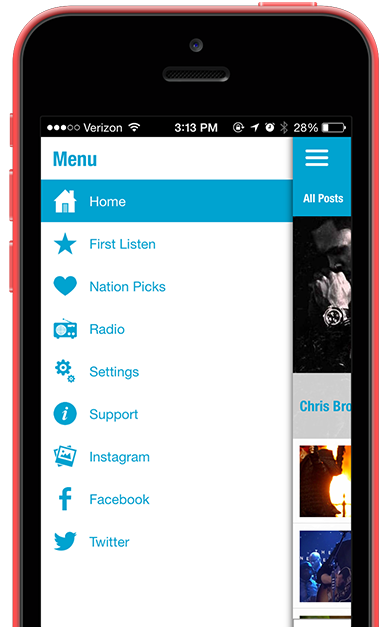 Verizon 3:13 PM 28%
Menu
Home
All Posts
First Listen
Nation Picks
Radio
Settings
Chris Bro
Support
Instagram
Facebook
Twitter